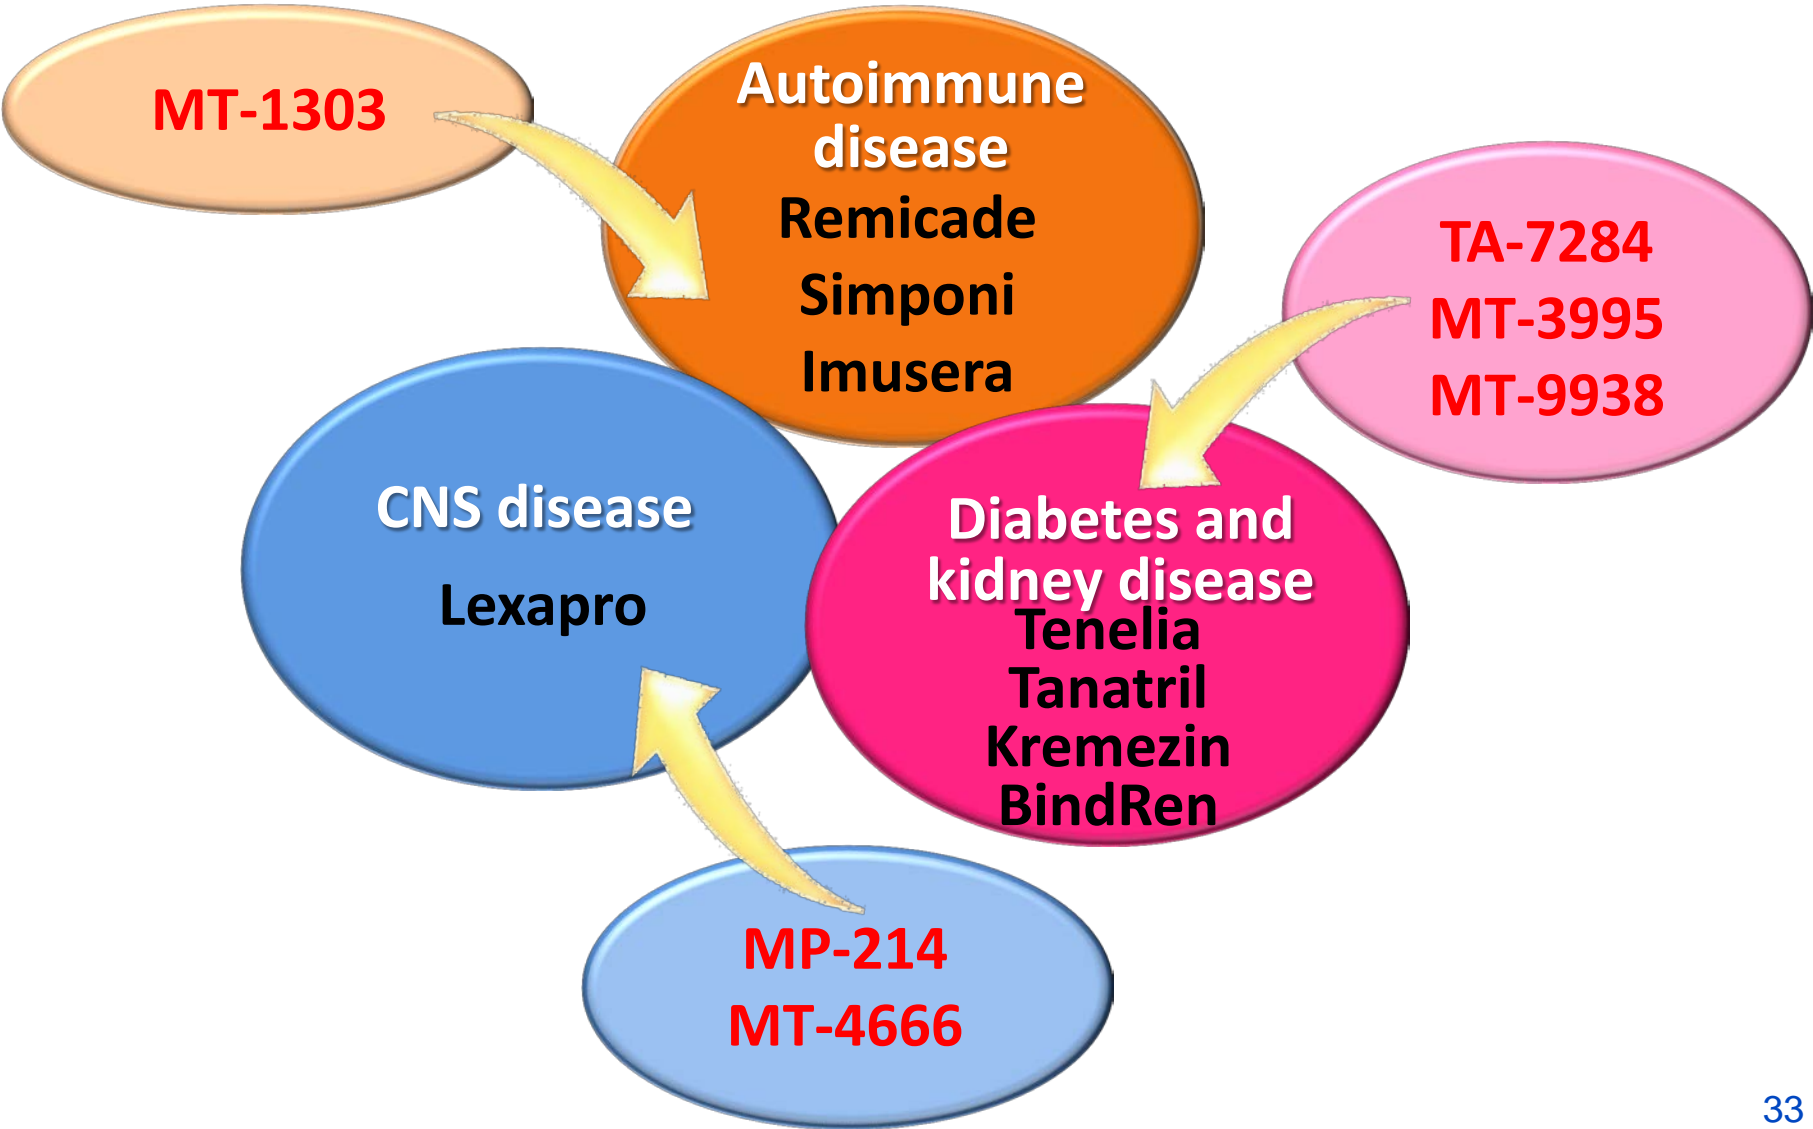 MT-1303
Autoimmune
disease
Remicade
Simponi
Imusera
TA-7284
MT-3995
MT-9938
CNS disease
Lexapro
Diabetes and
kidney disease
Tenelia
Tanatril
Kremezin
BindRen
MP-214
MT-4666
33